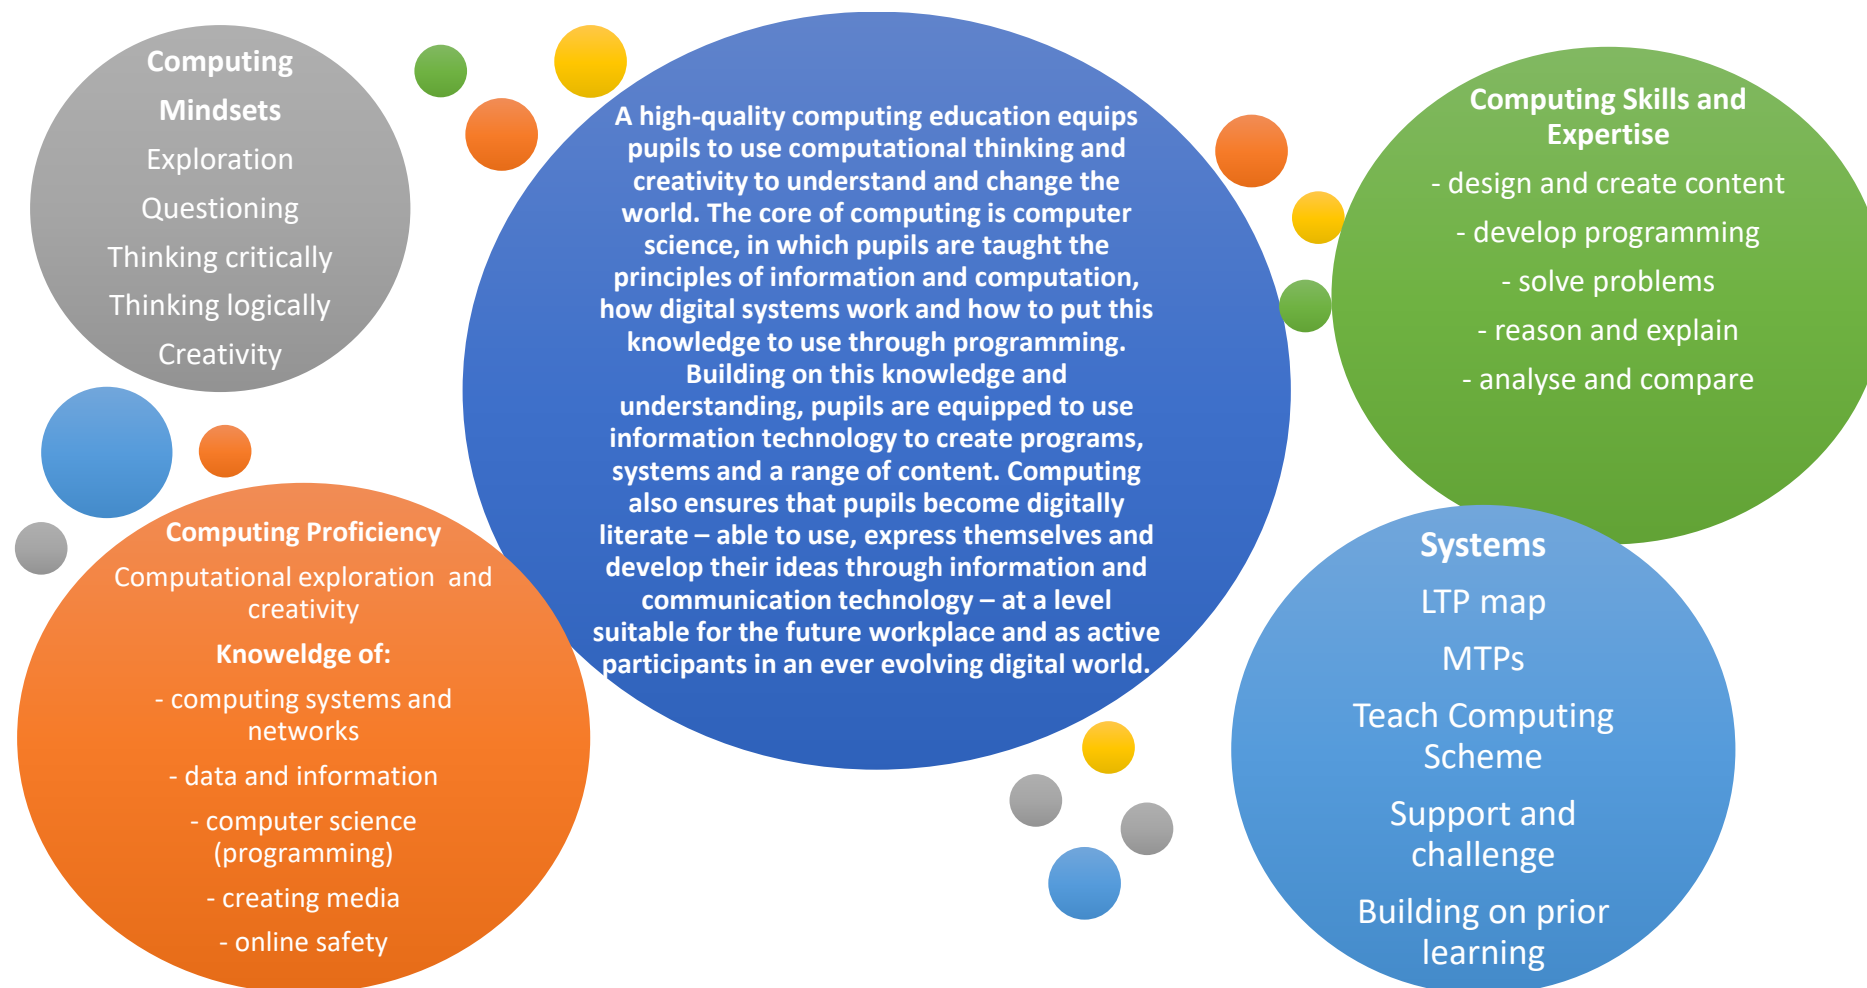 Computing
Mindsets
Exploration
Questioning
Thinking critically
Thinking logically
Creativity
A high-quality computing education equips
pupils to use computational thinking and
creativity to understand and change the
world. The core of computing is computer
science, in which pupils are taught the
principles of information and computation,
how digital systems work and how to put this
knowledge to use through programming.
Building on this knowledge and
understanding, pupils are equipped to use
information technology to create programs,
systems and a range of content. Computing
also ensures that pupils become digitally
literate – able to use, express themselves and
develop their ideas through information and
communication technology – at a level
suitable for the future workplace and as active
participants in an ever evolving digital world.
Computing Skills and
Expertise
- design and create content
- develop programming
- solve problems
- reason and explain
- analyse and compare
Computing Proficiency
Computational exploration and
creativity
Knoweldge of:
- computing systems and
networks
- data and information
- computer science
(programming)
- creating media
- online safety
Systems
LTP map
MTPs
Teach Computing
Scheme
Support and
challenge
Building on prior
learning